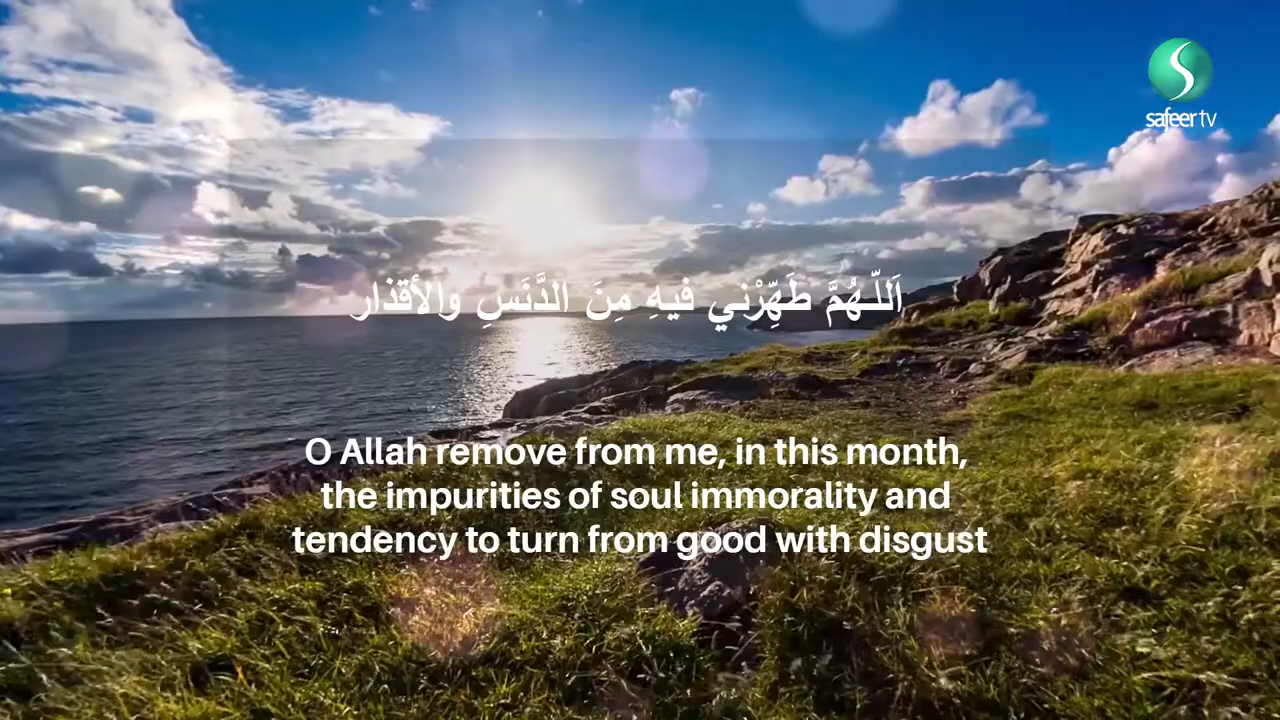 safeer tv
اَللّـهُمَّ طَهِّرْني فيهِ مِنَ الدَّنَسِ والأقذار
O Allah remove from me, in this month,
the impurities of soul immorality and
tendency to turn from good with disgust